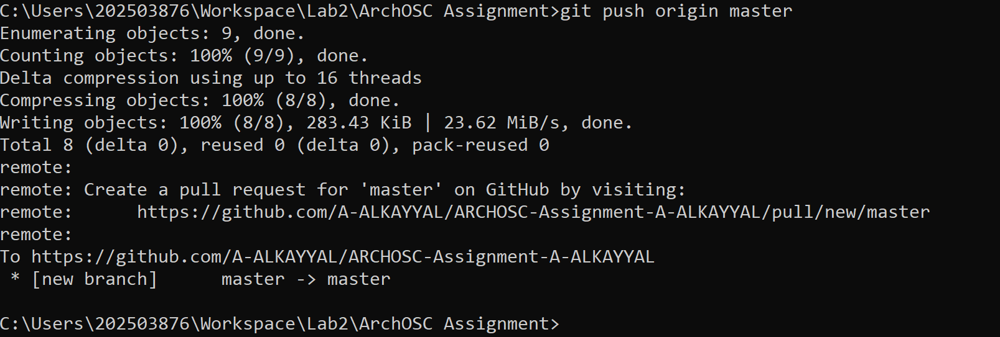 C:\Users\202503876\Workspace\Lab2\ArchOSC Assignment>git push origin master
Enumerating objects: 9, done.
Counting objects: 100% (9/9), done.
Delta compression using up to 16 threads
Compressing objects: 100% (8/8), done.
Writing objects: 100% (8/8), 283.43 KiB | 23.62 MiB/s, done.
Total 8 (delta 0), reused 0 (delta 0), pack-reused 0
remote:
remote: Create a pull request for 'master' on GitHub by visiting:
remote:      https://github.com/A-ALKAYYAL/ARCHOSC-Assignment-A-ALKAYYAL/pull/new/master
remote:
To https://github.com/A-ALKAYYAL/ARCHOSC-Assignment-A-ALKAYYAL
 * [new branch]      master -> master
C:\Users\202503876\Workspace\Lab2\ArchOSC Assignment>